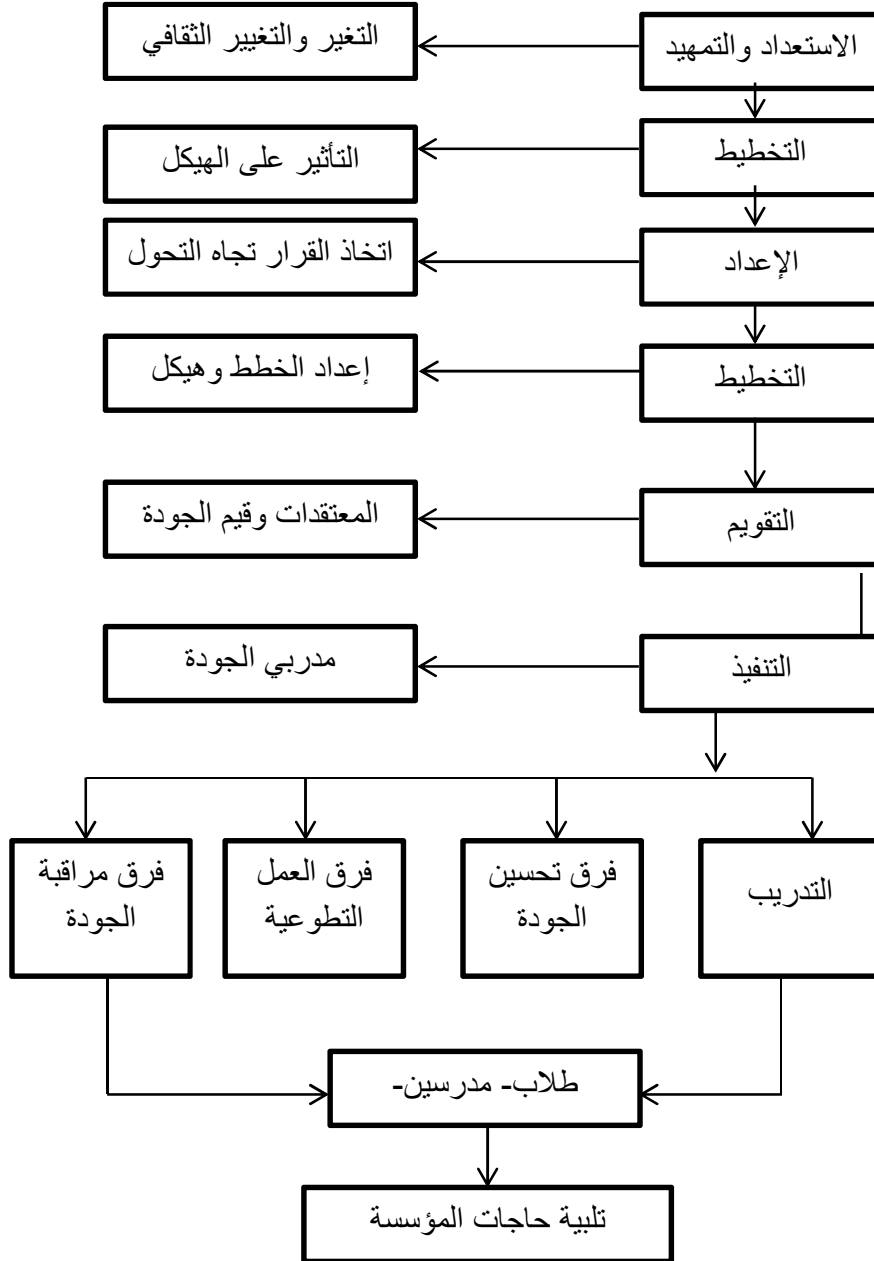 الاستعداد والتمهيد
التغير والتغيير الثقافي
التخطيط
التأثير على الهيكل
الإعداد
اتخاذ القرار تجاه التحول
التخطيط
إعداد الخطط وهيكل
التقويم
المعتقدات وقيم الجودة
التنفيذ
مدربي الجودة
التدريب
فرق تحسين
الجودة
فرق العمل
التطوعية
فرق مراقبة
الجودة
طلاب- مدرسين-
تلبية حاجات المؤسسة